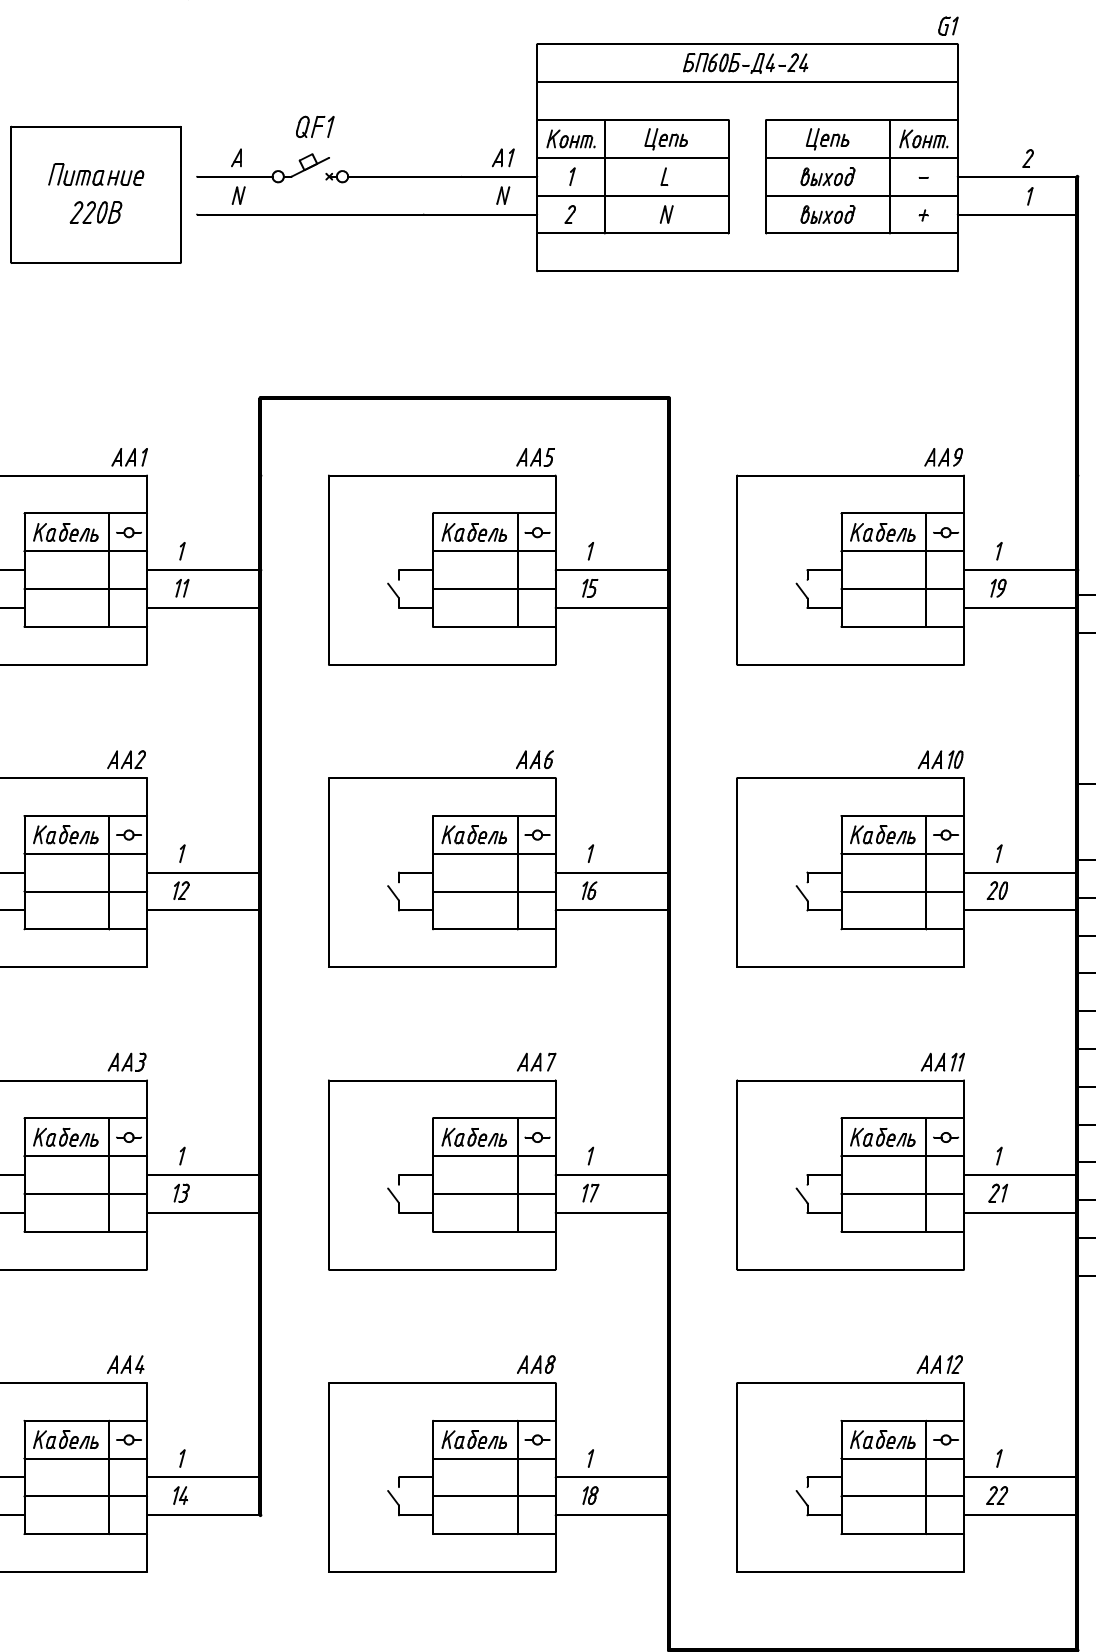 G1
БП60Б-Д4-24
QF1
Питание
220В
A
N
A1
N
Конт. Цепь
1 L
2 N
Цепь Конт.
выход -
выход +
2
1
AA1
Кабель
1
11
AA5
Кабель
1
15
AA9
Кабель
1
19
AA2
Кабель
1
12
AA6
Кабель
1
16
AA10
Кабель
1
20
AA3
Кабель
1
13
AA7
Кабель
1
17
AA11
Кабель
1
21
AA4
Кабель
1
14
AA8
Кабель
1
18
AA12
Кабель
1
22